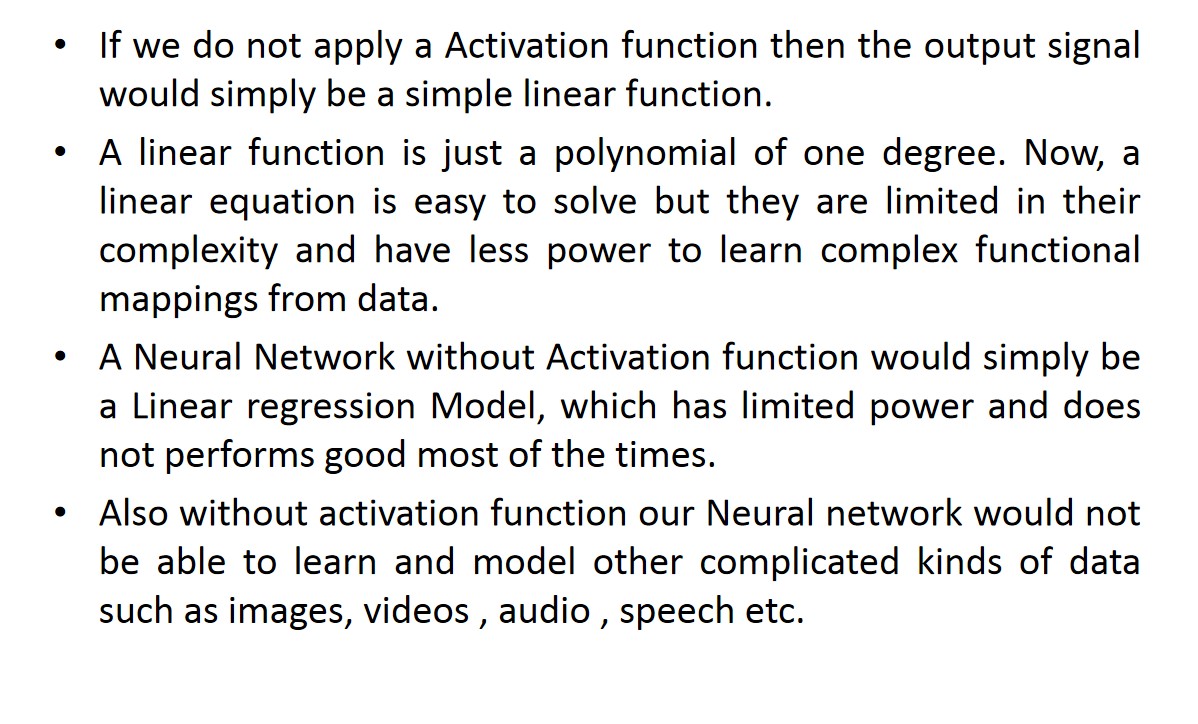 • If we do not apply a Activation function then the output signal
would simply be a simple linear function.
• A linear function is just a polynomial of one degree. Now, a
linear equation is easy to solve but they are limited in their
complexity and have less power to learn complex functional
mappings from data.
• A Neural Network without Activation function would simply be
a Linear regression Model, which has limited power and does
not performs good most of the times.
• Also without activation function our Neural network would not
be able to learn and model other complicated kinds of data
such as images, videos , audio , speech etc.